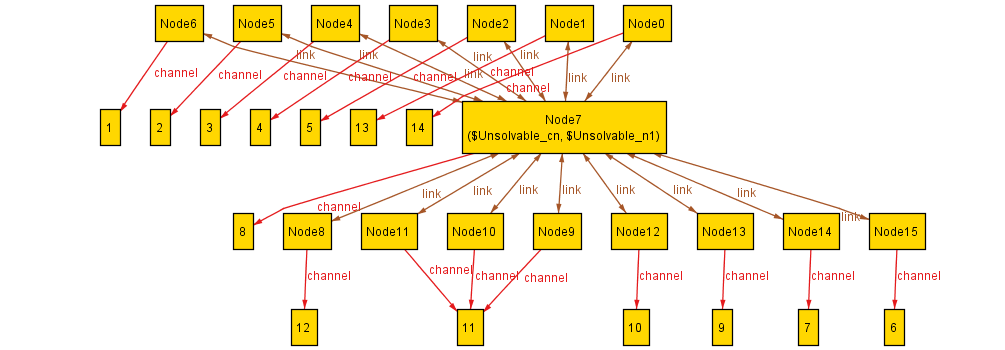 Node6 Node5 Node4 Node3 Node2 Node1 Node0
link link link link link link link
channel channel channel channel channel channel channel
1 2 3 4 5 13 14
Node7
($Unsolvable_cn, $Unsolvable_n1)
channel link link link link link link link link
8 Node8 Node11 Node10 Node9 Node12 Node13 Node14 Node15
channel channel channel channel channel channel channel channel
12 11 10 9 7 6